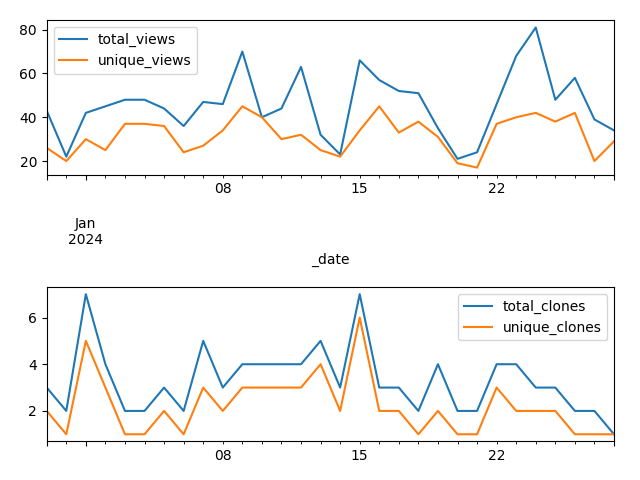 80
60
40
20
total_views
unique_views
08
15
22
Jan
2024
_date
6
4
2
total_clones
unique_clones
08
15
22